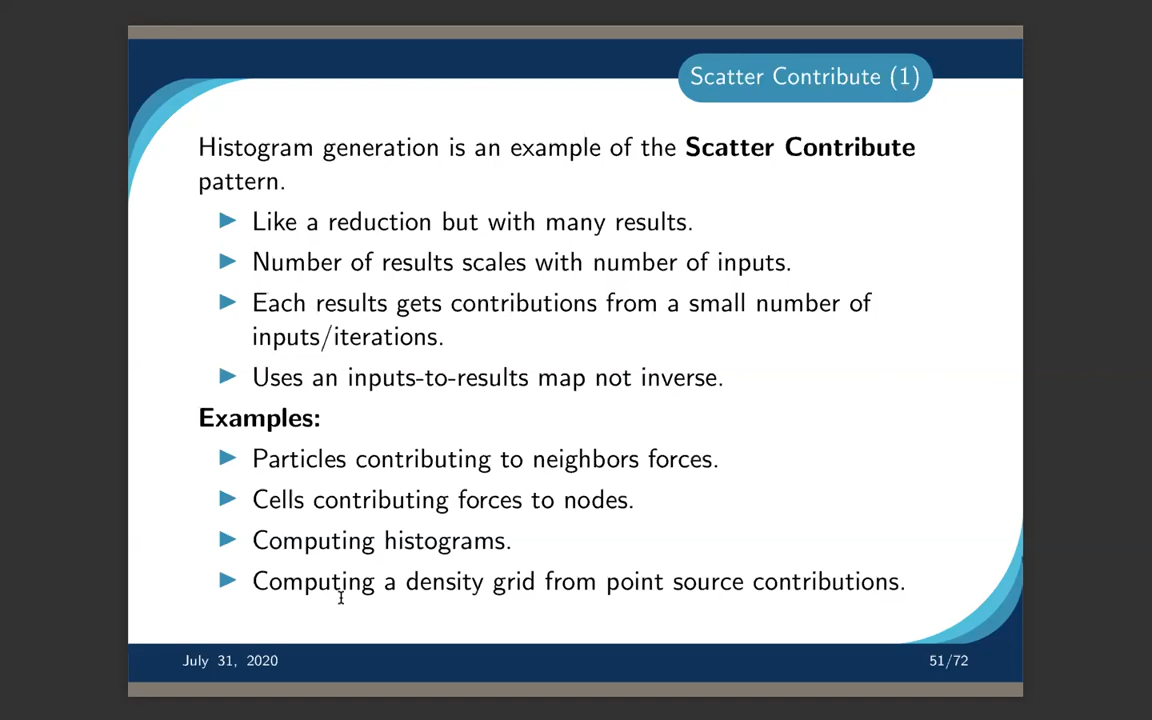 Scatter Contribute (1)
Histogram generation is an example of the Scatter Contribute
pattern.
Like a reduction but with many results.
Number of results scales with number of inputs.
Each results gets contributions from a small number of
inputs/iterations.
Uses an inputs-to-results map not inverse.
Examples:
Particles contributing to neighbors forces.
Cells contributing forces to nodes.
Computing histograms.
Computing a density grid from point source contributions.
July 31, 2020
51/72